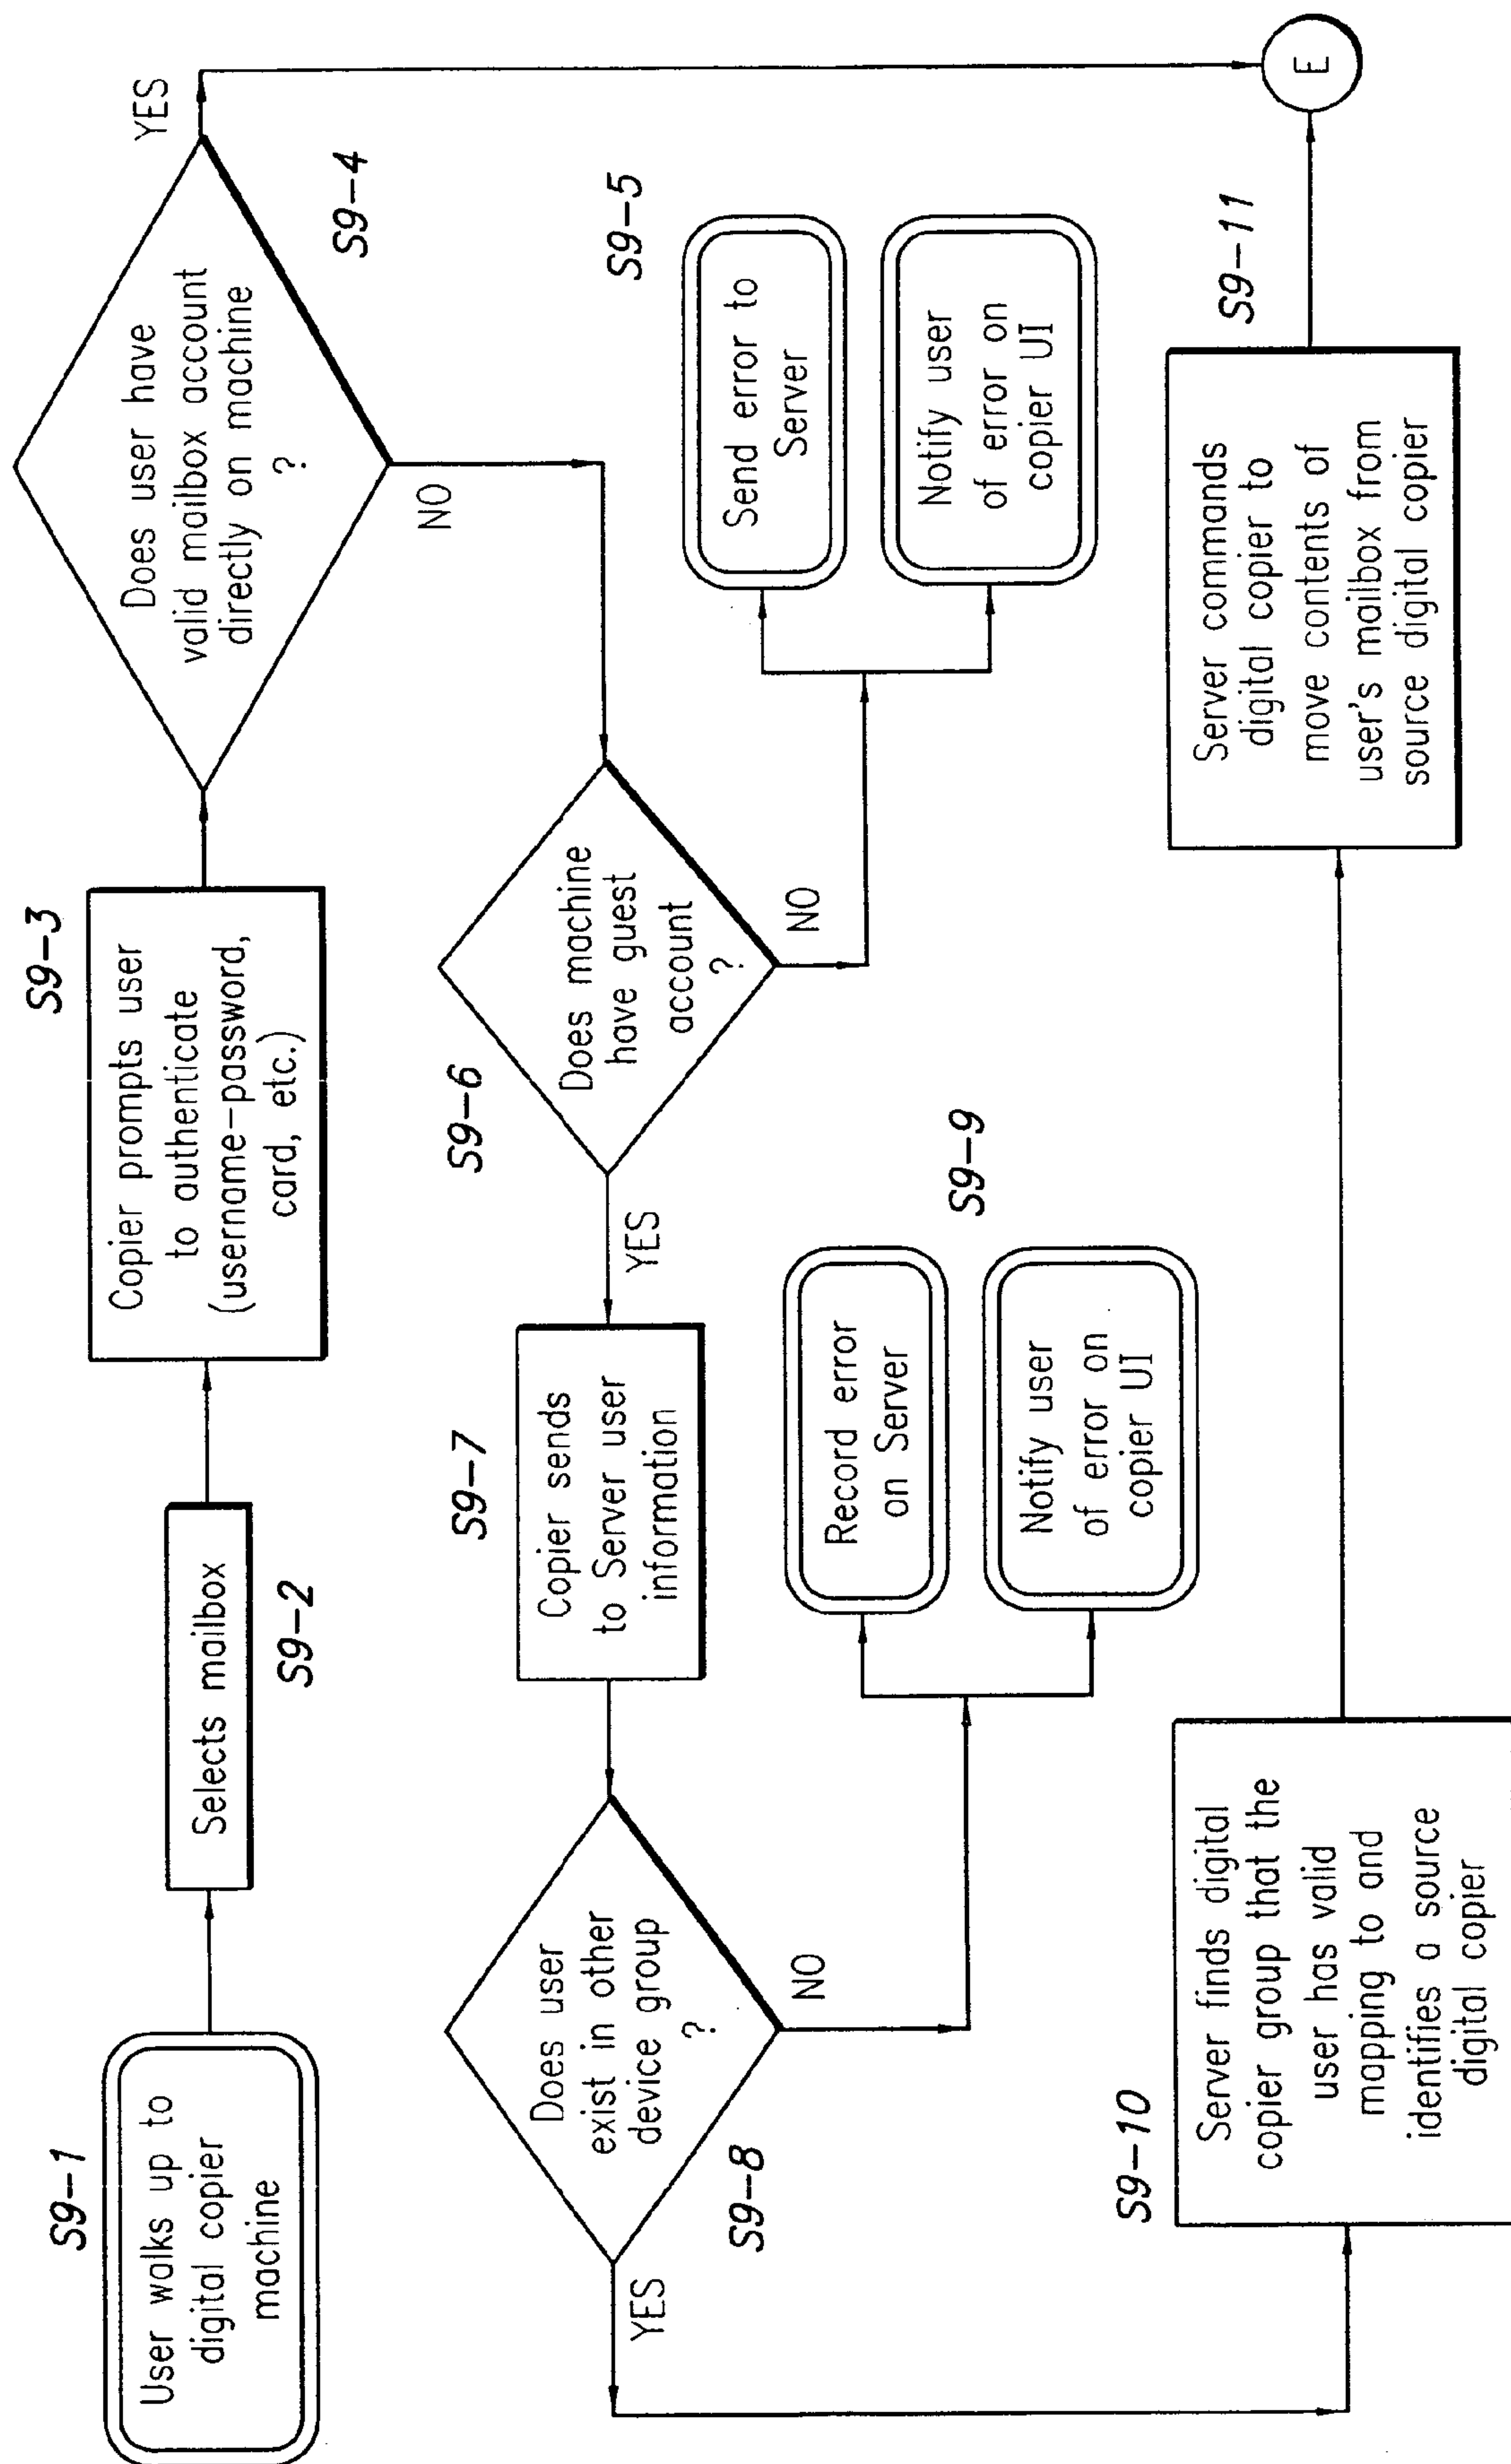 S9-1
User walks up to
digital copier
machine
Selects mailbox
S9-2
S9-3
Copier prompts user
to authenticate
(username-password,
card, etc.)
Does user have
valid mailbox account
directly on machine
?
YES
NO
S9-4
S9-5
Send error to
Server
Notify user
of error on
copier UI
S9-6
Does machine
have guest
account
?
NO
YES
S9-7
Copier sends
to Server user
information
Does user
exist in other
device group
?
NO
YES
S9-8
S9-9
Record error
on Server
Notify user
of error on
copier UI
S9-10
Server finds digital
copier group that the
user has valid
mapping to and
identifies a source
digital copier
S9-11
Server commands
digital copier to
move contents of
user's mailbox from
source digital copier
E